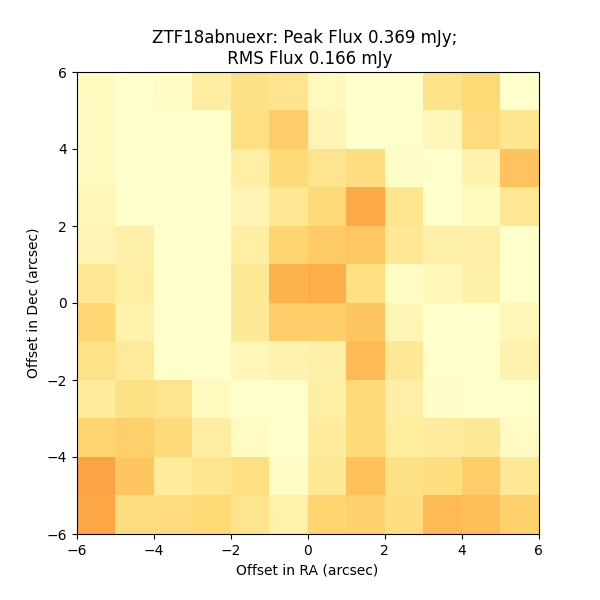 ZTF18abnuexr: Peak Flux 0.369 mJy;
RMS Flux 0.166 mJy
6
4
2
0
−2
−4
−6
Offset in Dec (arcsec)
−6 −4 −2 0 2 4 6
Offset in RA (arcsec)